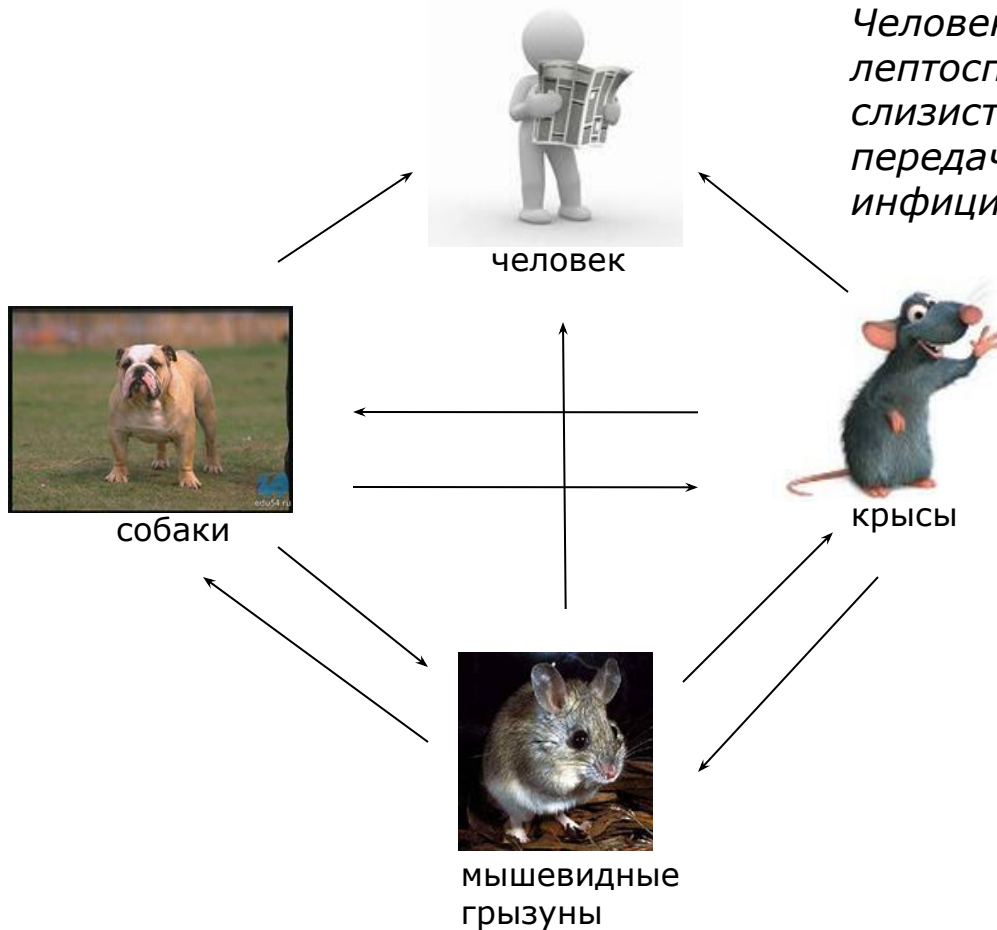 Человек
лептосп
слизист
передач
инфици
человек
edu54.ru
собаки
крысы
мышевидные
грызуны